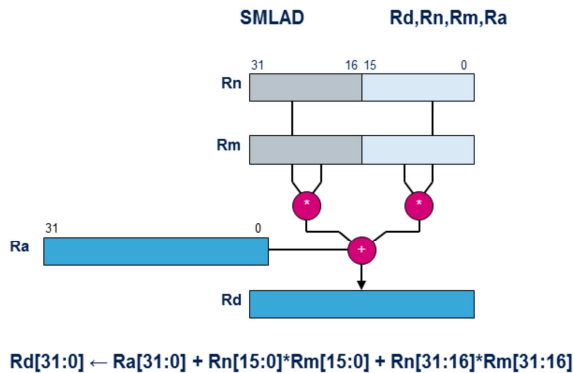 SMLAD Rd,Rn,Rm,Ra
31 16 15 0
Rn
Rm
* *
31 0
Ra
+
Rd
Rd[31:0] ← Ra[31:0] + Rn[15:0]*Rm[15:0] + Rn[31:16]*Rm[31:16]